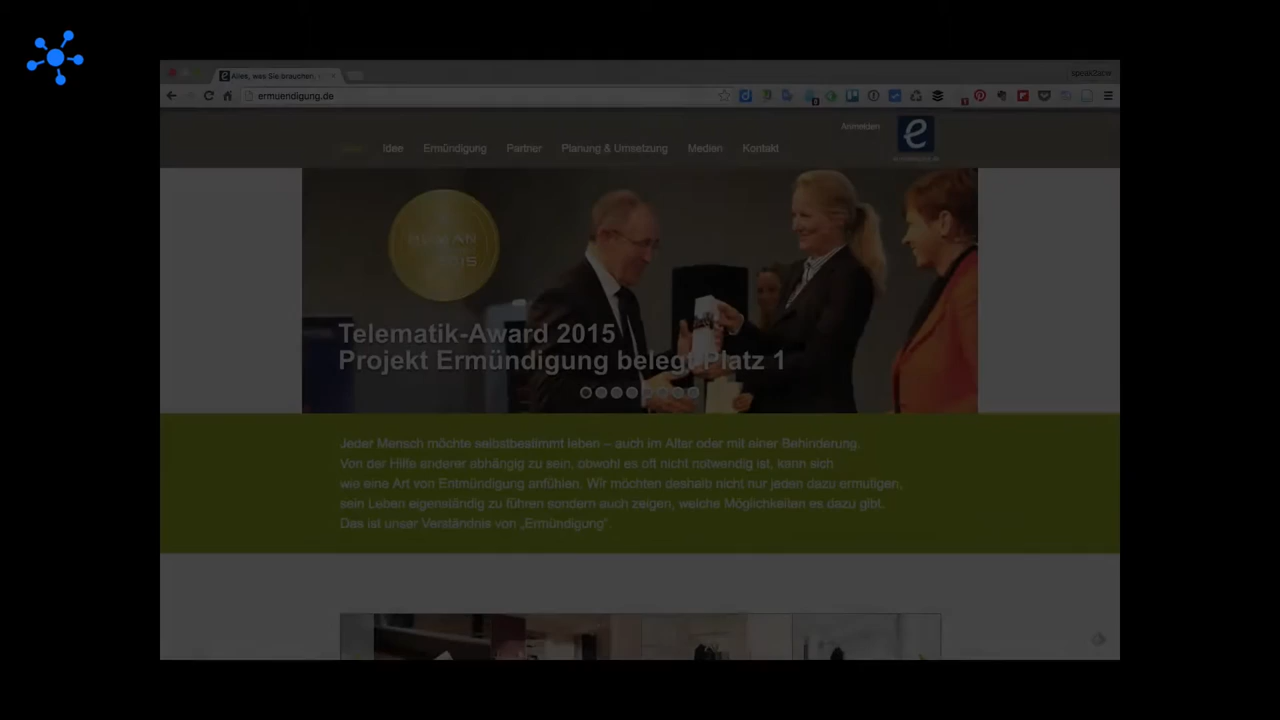 Alles, was Sie brauchen
speak2use
ermuendigung.de
Anmelden
Idee Ermündigung Partner Planung & Umsetzung Medien Kontakt
Telematik-Award 2015
Projekt Ermündigung belegt Platz 1
Jeder Mensch möchte selbstbestimmt leben – auch im Alter oder mit einer Behinderung.
Von der Hilfe anderer abhängig zu sein, obwohl es oft nicht notwendig ist, kann sich
wie eine Art von Entmündigung anfühlen. Wir möchten deshalb nicht nur jeden dazu ermutigen,
sein Leben eigenständig zu führen sondern auch zeigen, welche Möglichkeiten es dazu gibt.
Das ist unser Verständnis von „Ermündigung“.